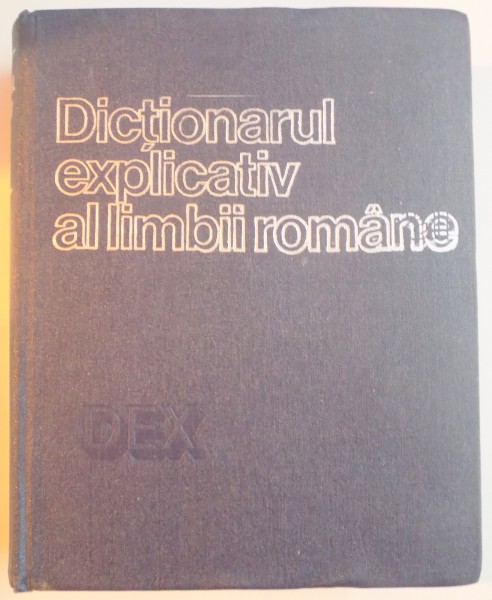 Dicționarul
explicativ
al limbii române
DEX